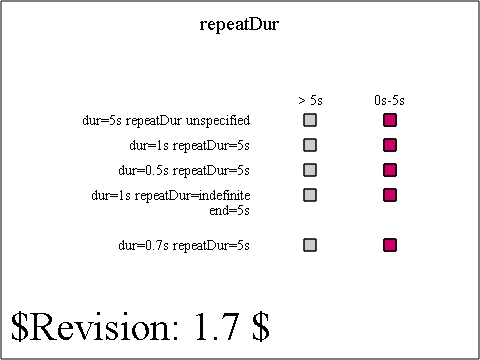 repeatDur
> 5s 0s-5s
dur=5s repeatDur unspecified
dur=1s repeatDur=5s
dur=0.5s repeatDur=5s
dur=1s repeatDur=indefinite
end=5s
dur=0.7s repeatDur=5s
$Revision: 1.7 $